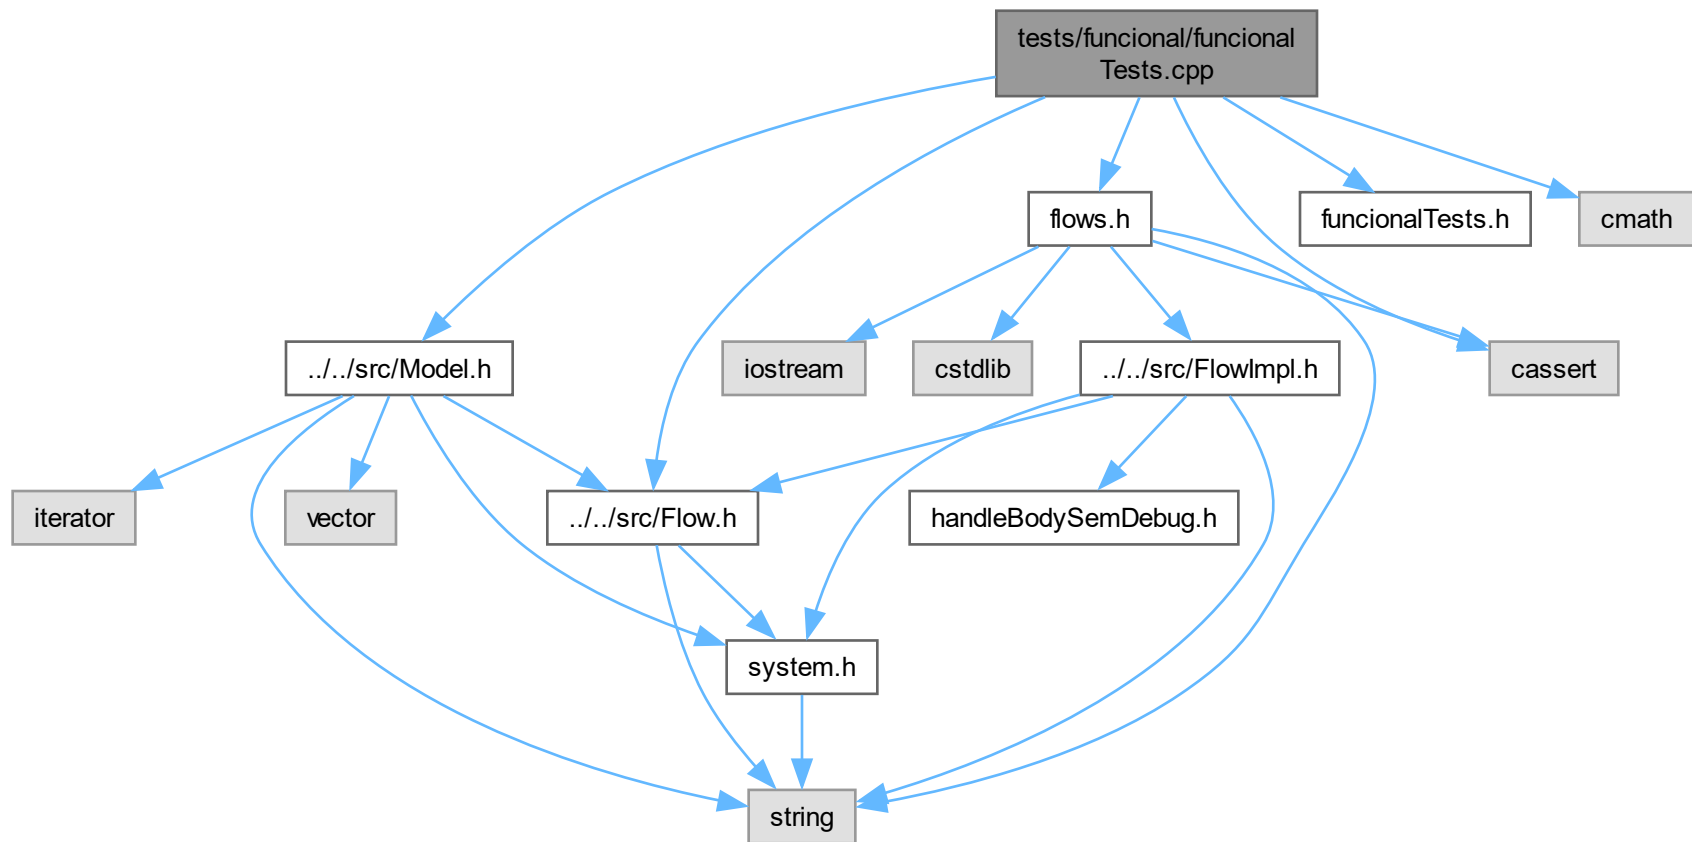 tests/funcional/funcional
Tests.cpp
flows.h
funcionalTests.h
cmath
../../src/Model.h
iostream
cstdlib
../../src/FlowImpl.h
cassert
iterator
vector
../../src/Flow.h
handleBodySemDebug.h
system.h
string